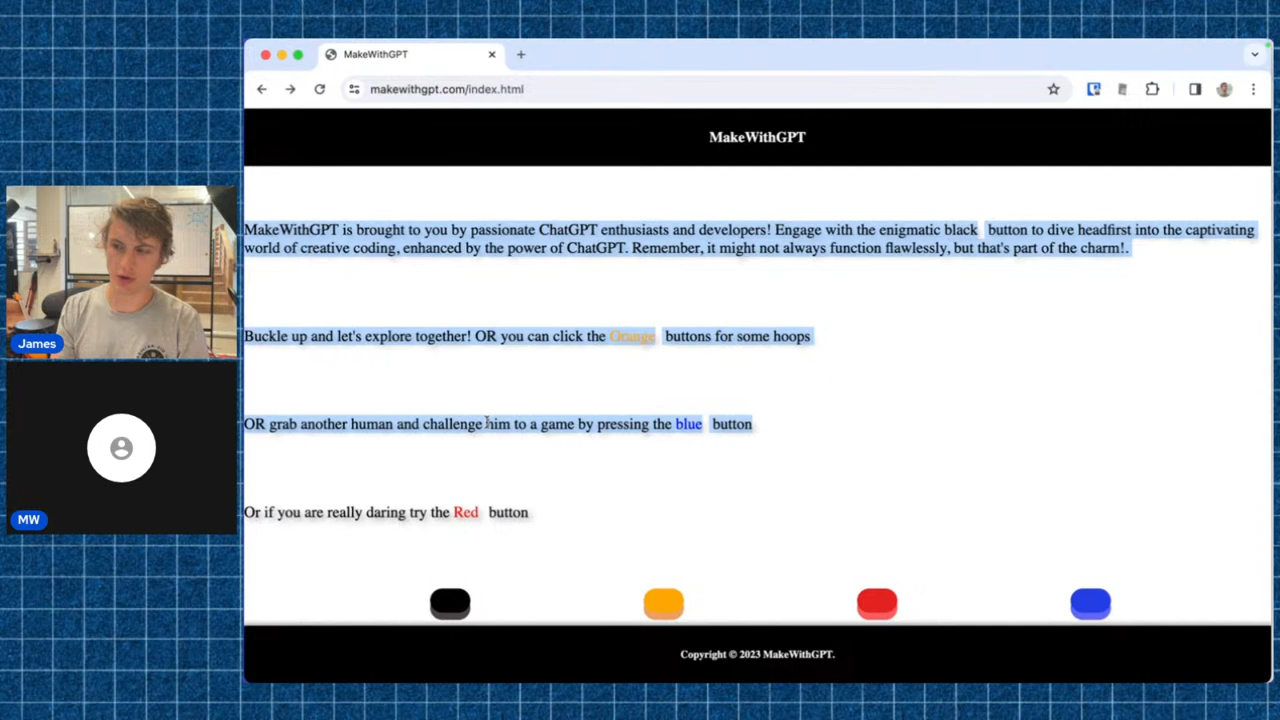 MakeWithGPT
makewithgpt.com/index.html
MakeWithGPT
MakeWithGPT is brought to you by passionate ChatGPT enthusiasts and developers! Engage with the enigmatic black button to dive headfirst into the captivating
world of creative coding, enhanced by the power of ChatGPT. Remember, it might not always function flawlessly, but that's part of the charm!.
Buckle up and let's explore together! OR you can click the Orange buttons for some hoops
OR grab another human and challenge him to a game by pressing the blue button
Or if you are really daring try the Red button
Copyright © 2023 MakeWithGPT.
James
MW